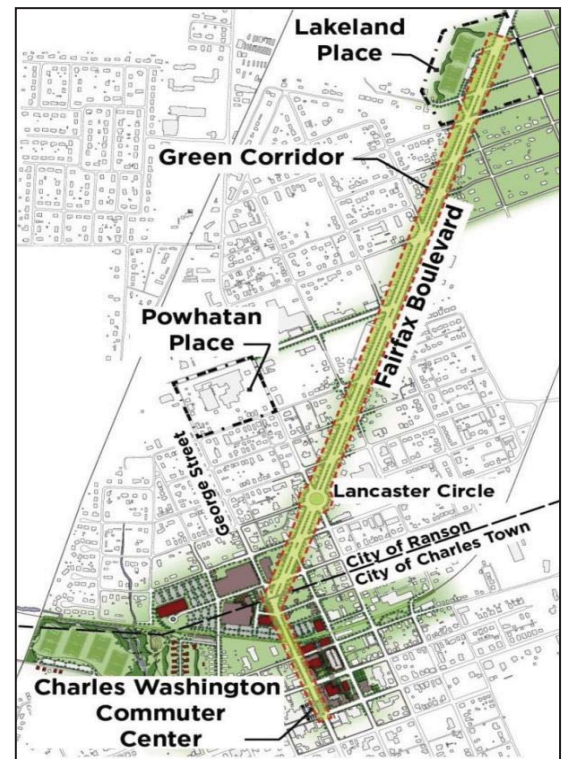 Lakeland
Place
Green Corridor
Fairfax Boulevard
Powhatan
Place
George Street
Lancaster Circle
City of Ranson
City of Charles Town
Charles Washington
Commuter
Center